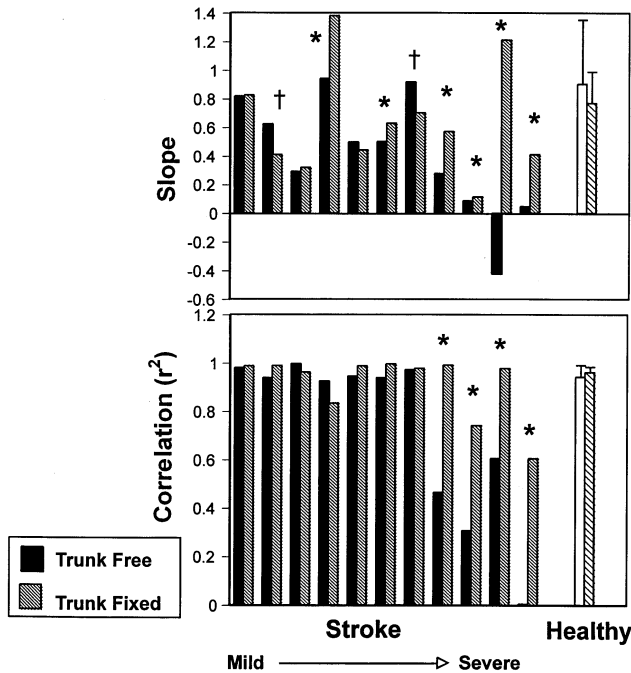 1.4
1.2
1
0.8
0.6
0.4
0.2
0
-0.2
-0.4
-0.6
Slope
* † * † * * * *
1.2
1
0.8
0.6
0.4
0.2
0
Correlation (r²)
* * * *
Trunk Free
Trunk Fixed
Stroke Healthy
Mild Severe